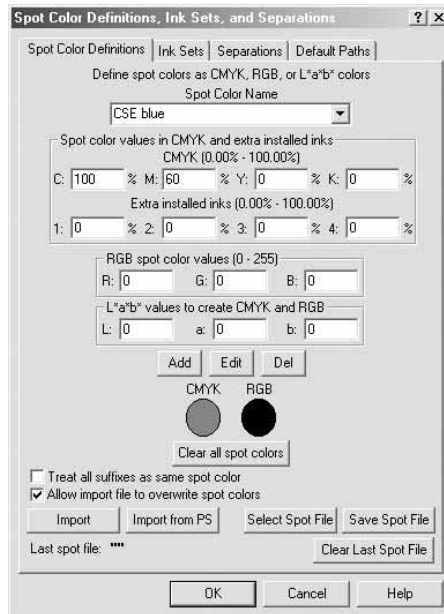 Spot Color Definitions, Ink Sets, and Separations ? x
Spot Color Definitions Ink Sets Separations Default Paths
Define spot colors as CMYK, RGB, or L*a*b* colors
Spot Color Name
CSE blue
Spot color values in CMYK and extra installed inks
CMYK (0.00% - 100.00%)
C: 100 % M: 60 % Y: 0 % K: 0 %
Extra installed inks (0.00% - 100.00%)
1: 0 % 2: 0 % 3: 0 % 4: 0 %
RGB spot color values (0 - 255)
R: 0 G: 0 B: 0
L*a*b* values to create CMYK and RGB
L: 0 a: 0 b: 0
Add Edit Del
CMYK RGB
Clear all spot colors
Treat all suffixes as same spot color
Allow import file to overwrite spot colors
Import Import from PS Select Spot File Save Spot File
Last spot file: "" Clear Last Spot File
OK Cancel Help